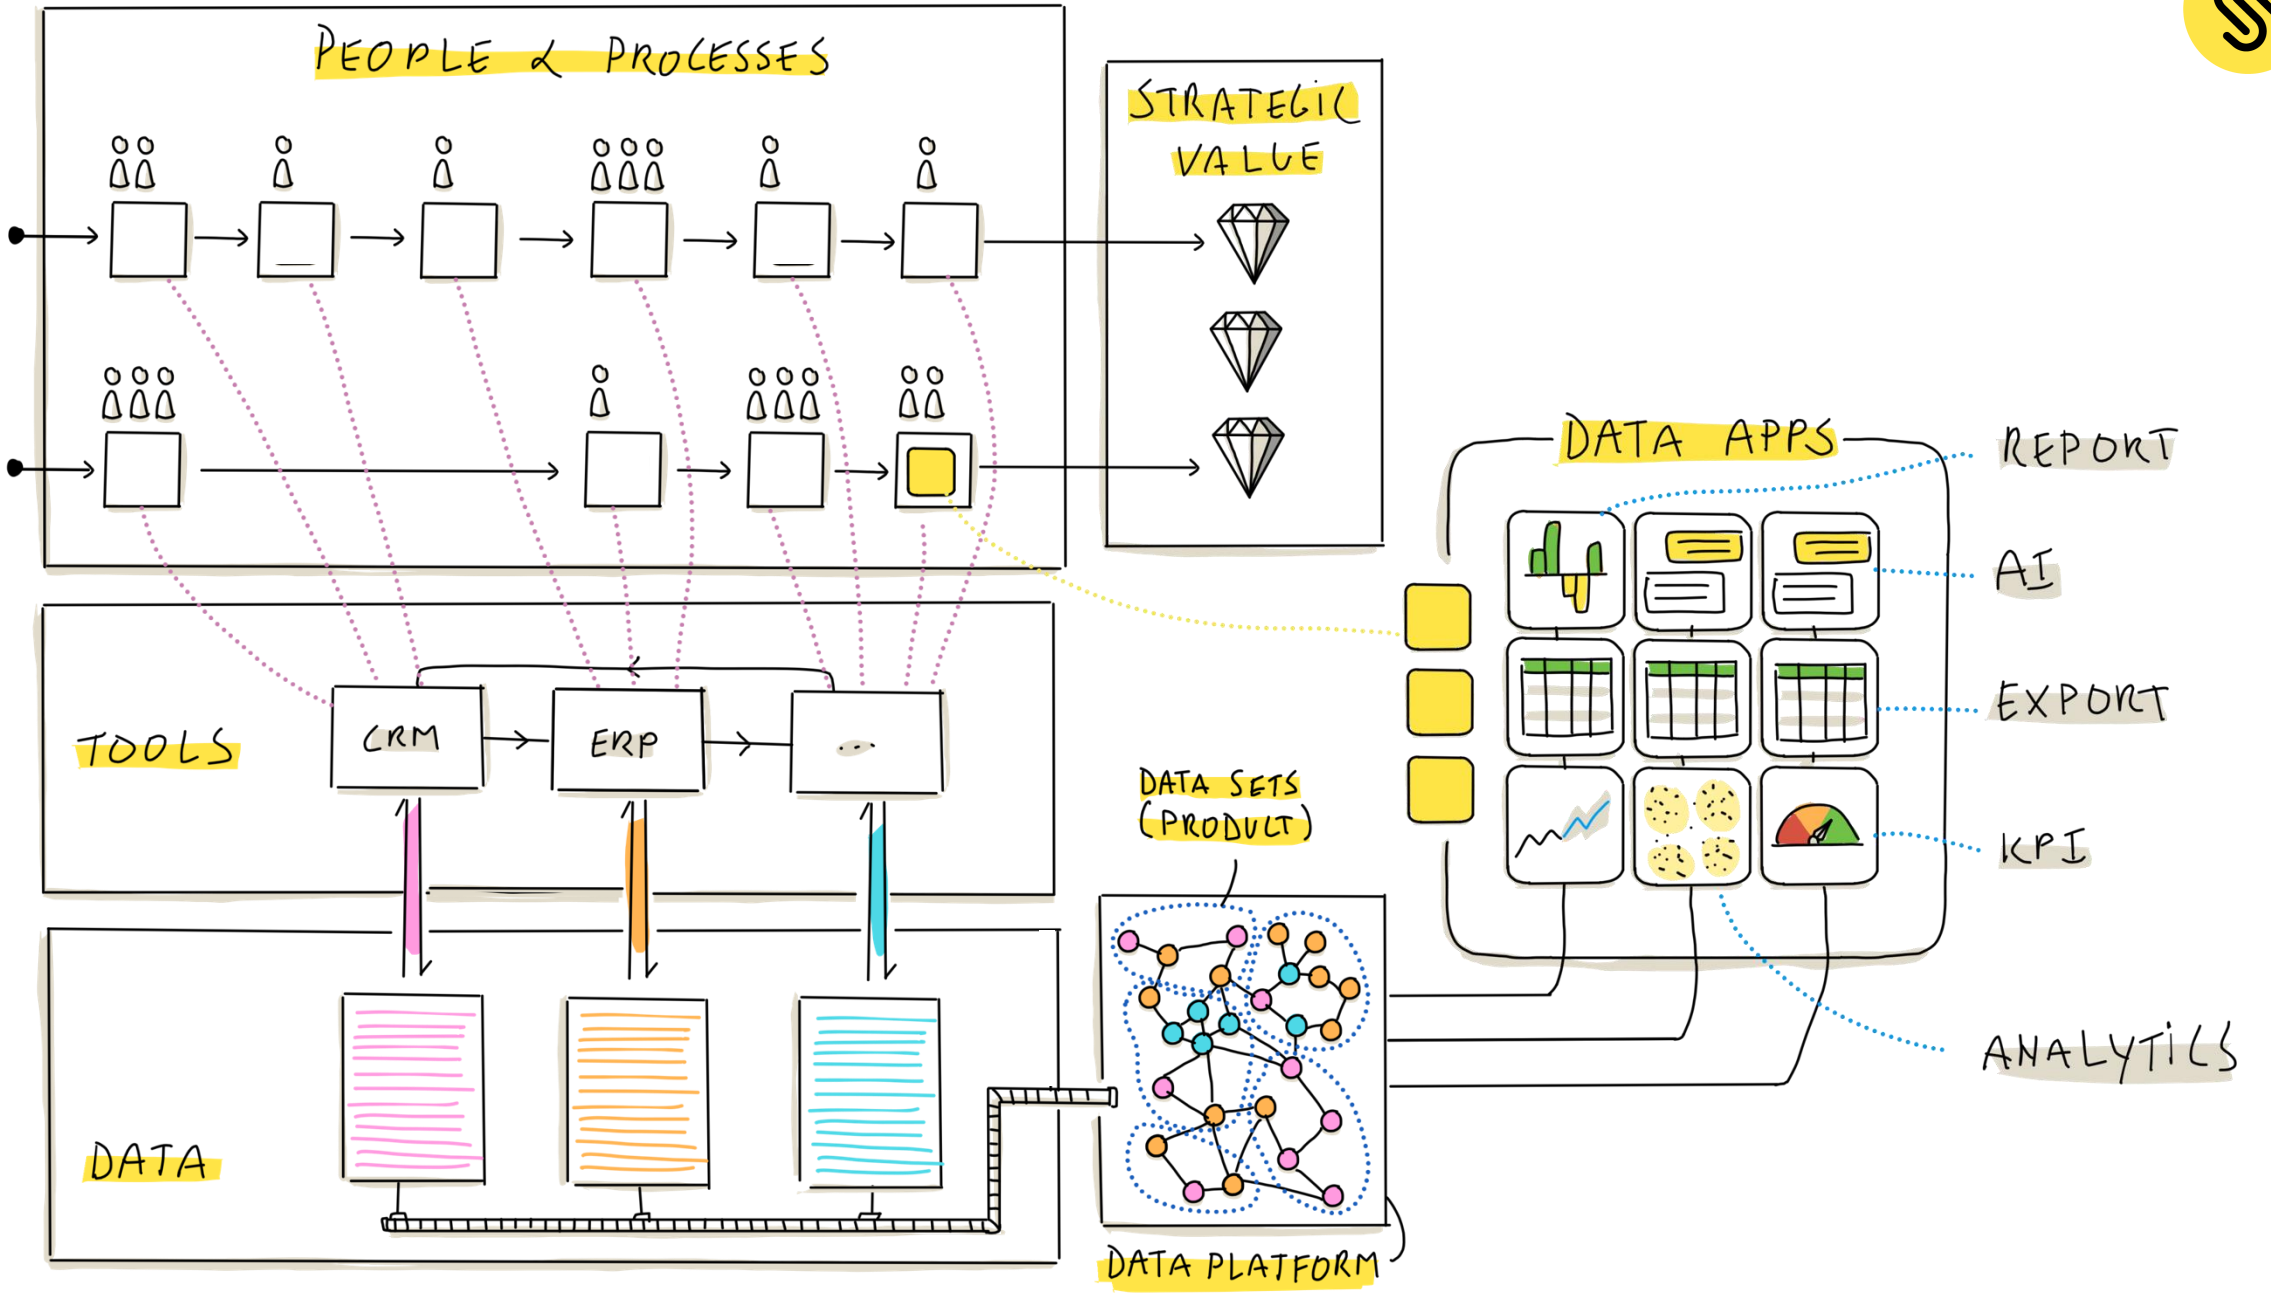 PEOPLE & PROCESSES
STRATEGIC
VALUE
DATA APPS
REPORT
AI
EXPORT
KPI
ANALYTICS
TOOLS
CRM
ERP
...
DATA SETS
(PRODUCT)
DATA
DATA PLATFORM